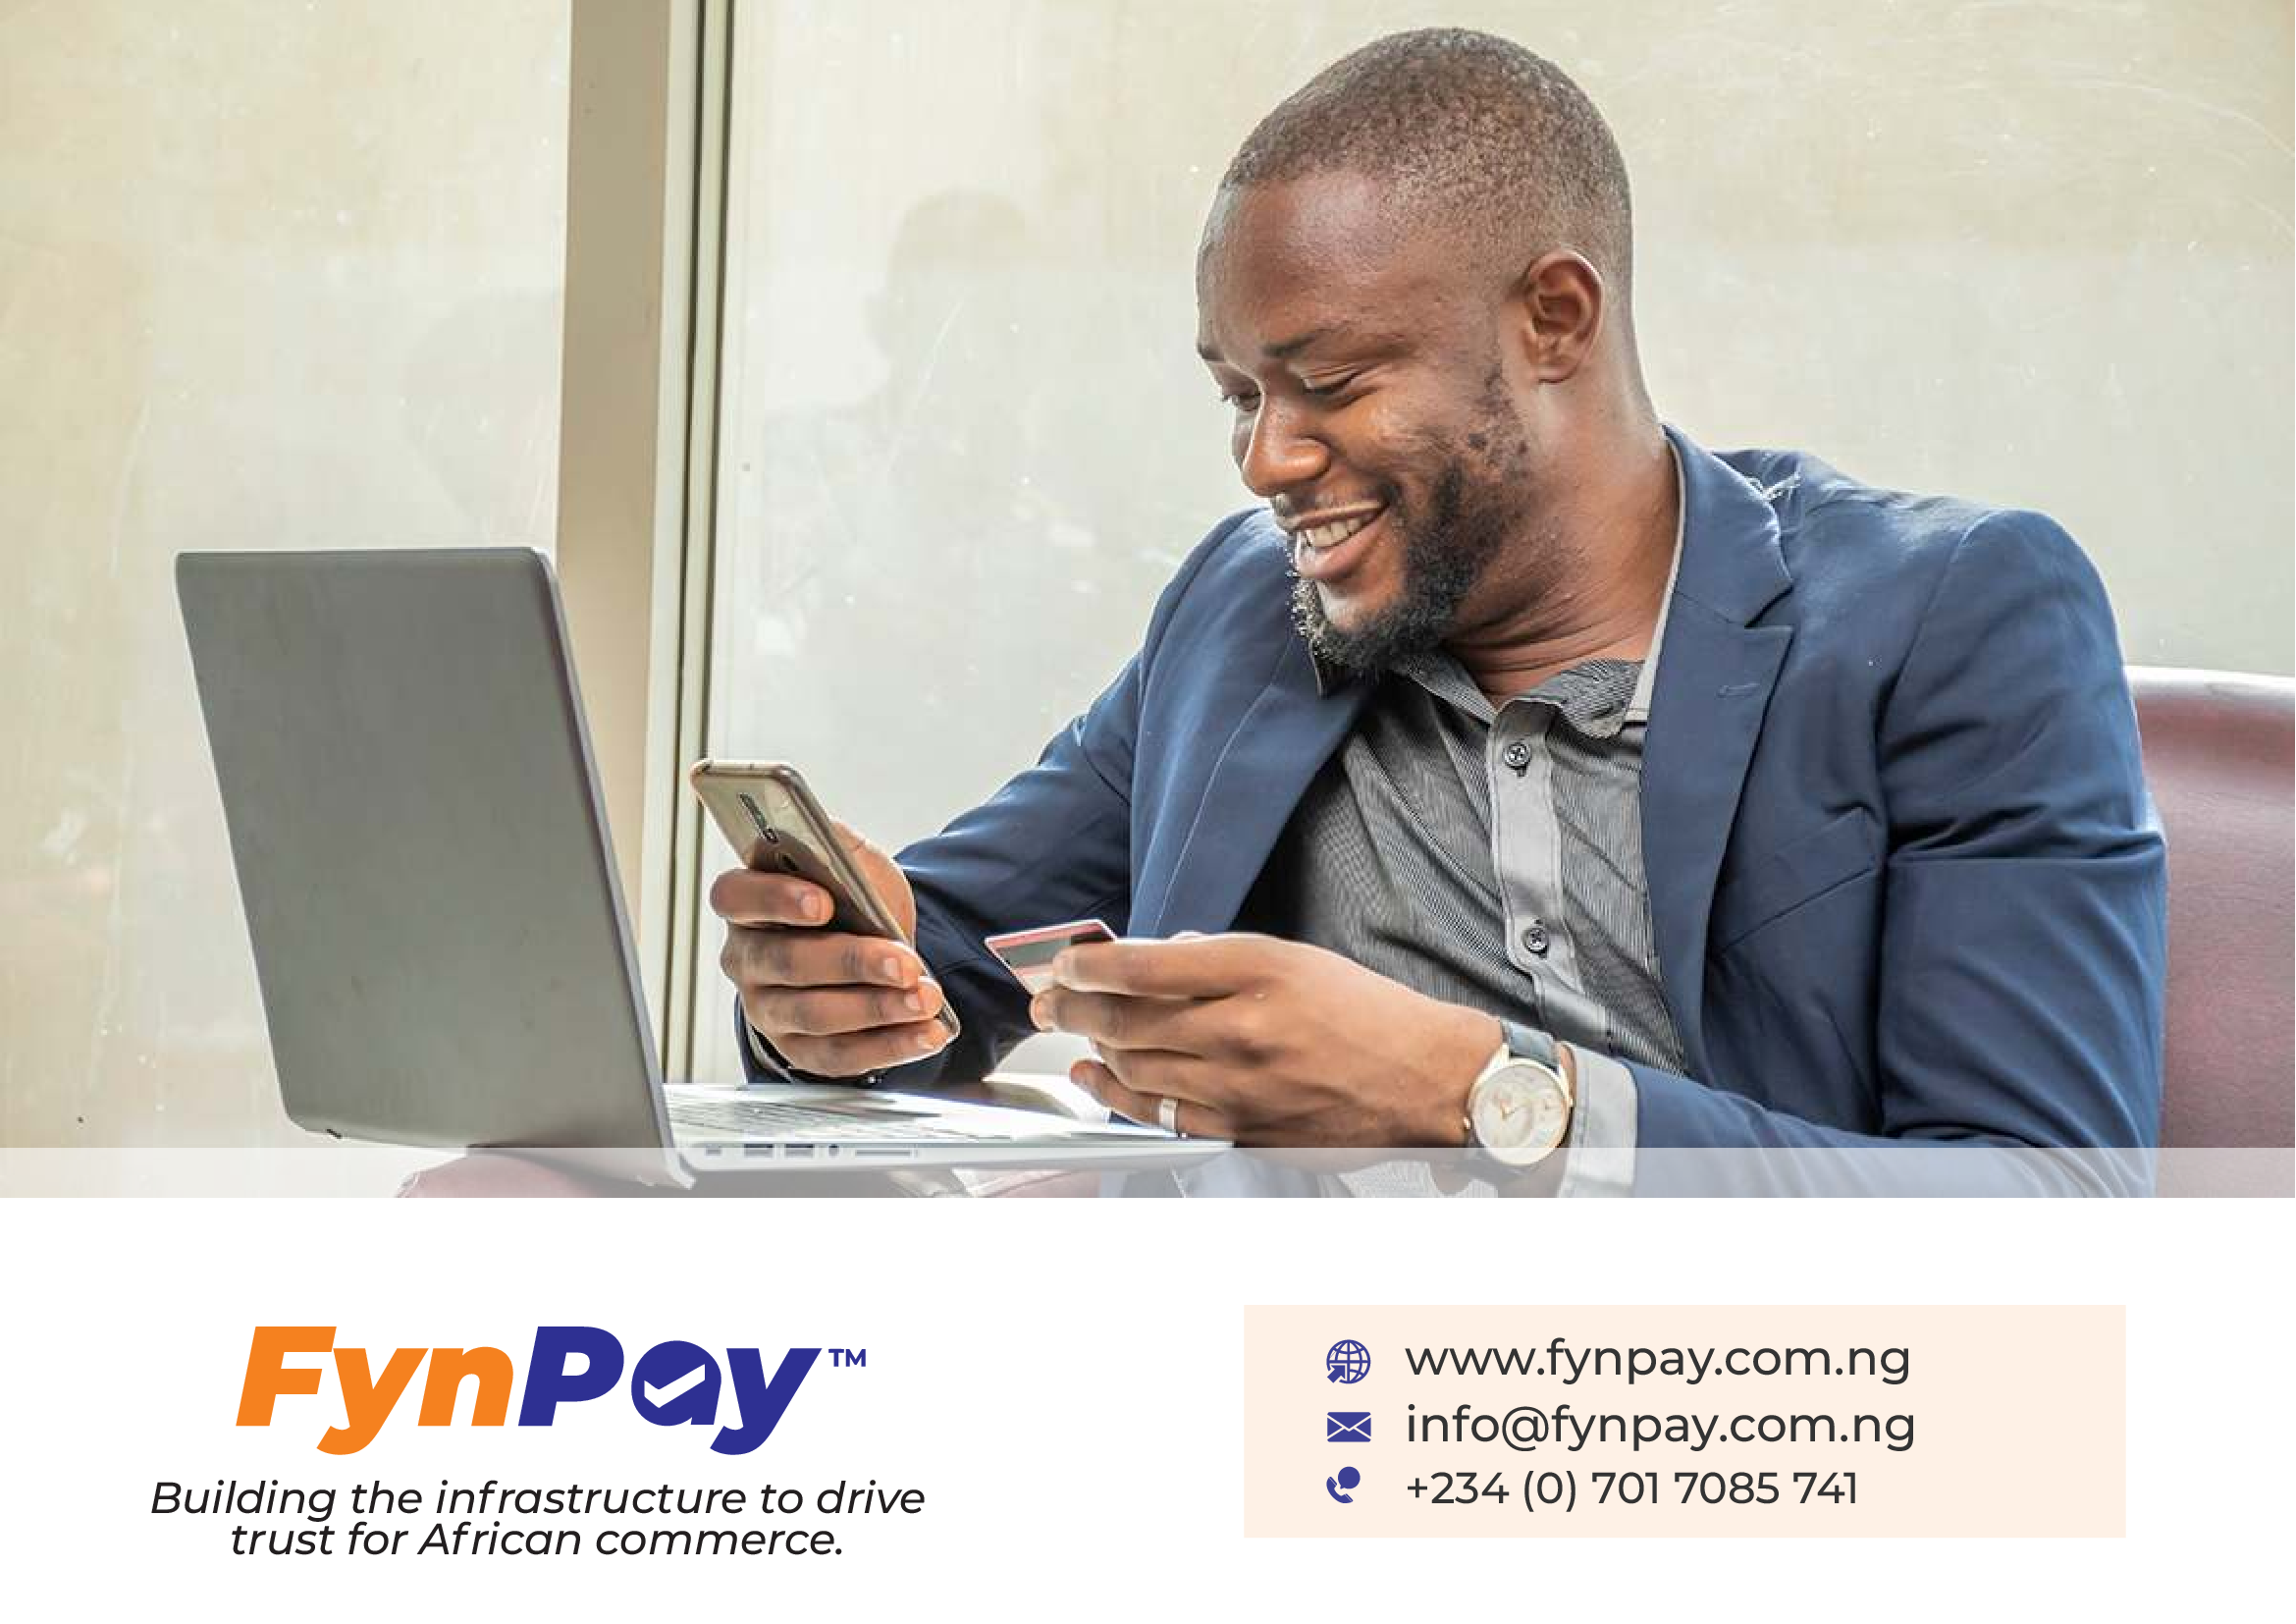 FynPay™
Building the infrastructure to drive
trust for African commerce.
www.fynpay.com.ng
info@fynpay.com.ng
+234 (0) 701 7085 741